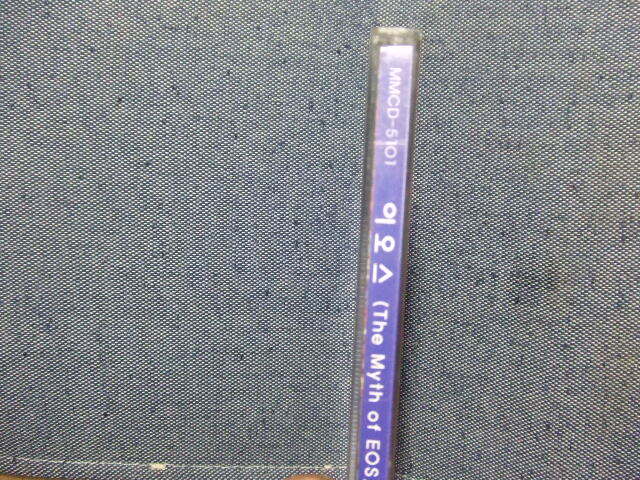 MMCD-5101
이오스 (The Myth of EOS